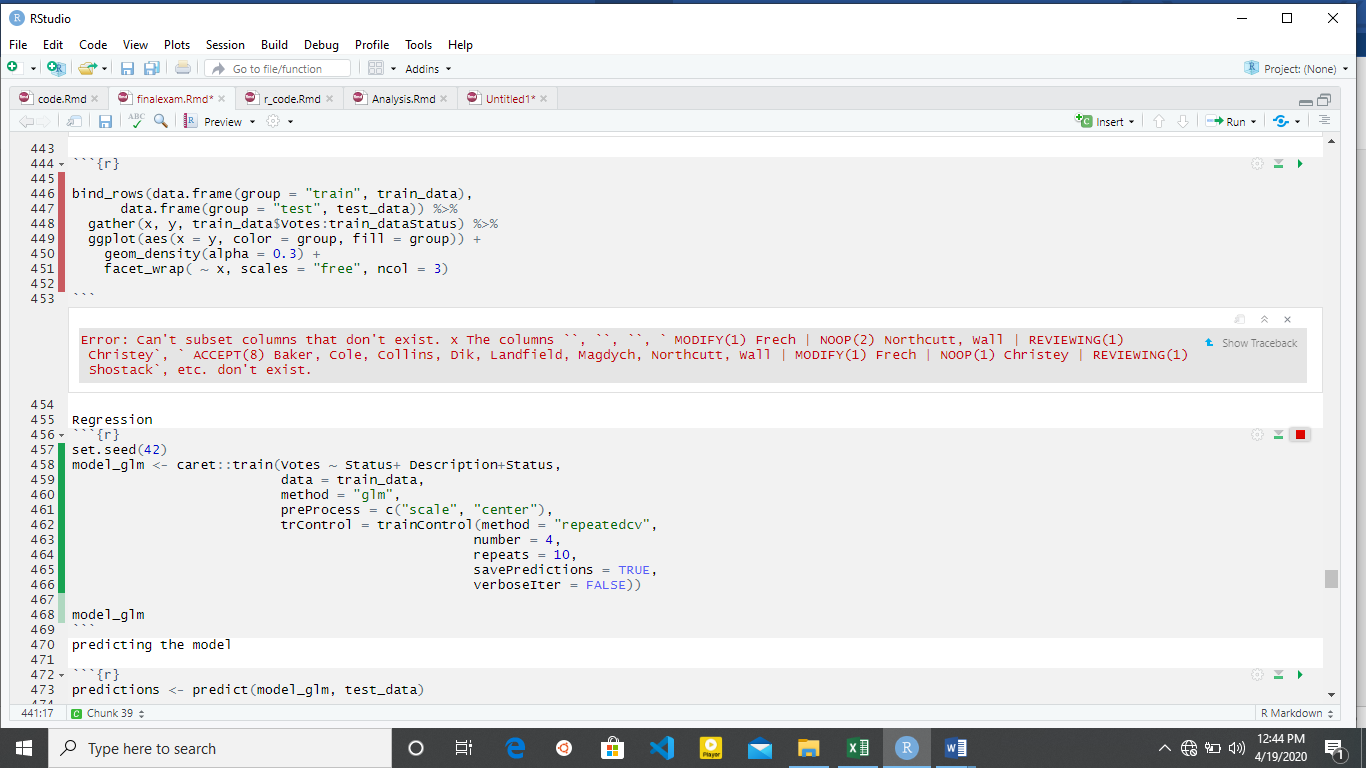 RStudio
File Edit Code View Plots Session Build Debug Profile Tools Help
Go to file/function
Addins
Project: (None)
code.Rmd
finalexam.Rmd*
r_code.Rmd
Analysis.Rmd
Untitled1*
ABC
Preview
Insert
Run
443
444 ```{r}
445
446 bind_rows(data.frame(group = "train", train_data),
447 data.frame(group = "test", test_data)) %>%
448 gather(x, y, train_data$Votes:train_data$tatus) %>%
449 ggplot(aes(x = y, color = group, fill = group)) +
450 geom_density(alpha = 0.3) +
451 facet_wrap( ~ x, scales = "free", ncol = 3)
452
453 ```
Error: Can't subset columns that don't exist. x The columns ``, ``, ``, ` MODIFY(1) Frech | NOOP(2) Northcutt, Wall | REVIEWING(1)
Christey`, ` ACCEPT(8) Baker, Cole, Collins, Dik, Landfield, Magdych, Northcutt, Wall | MODIFY(1) Frech | NOOP(1) Christey | REVIEWING(1)
Shostack`, etc. don't exist.
Show Traceback
454
455 Regression
456 ```{r}
457 set.seed(42)
458 model_glm <- caret::train(Votes ~ Status+ Description+Status,
459 data = train_data,
460 method = "glm",
461 preProcess = c("scale", "center"),
462 trControl = trainControl(method = "repeatedcv",
463 number = 4,
464 repeats = 10,
465 savePredictions = TRUE,
466 verboseIter = FALSE))
467
468 model_glm
469 ```
470 predicting the model
471
472 ```{r}
473 predictions <- predict(model_glm, test_data)
474
441:17
Chunk 39
R Markdown
Type here to search
Player
12:44 PM
4/19/2020
1